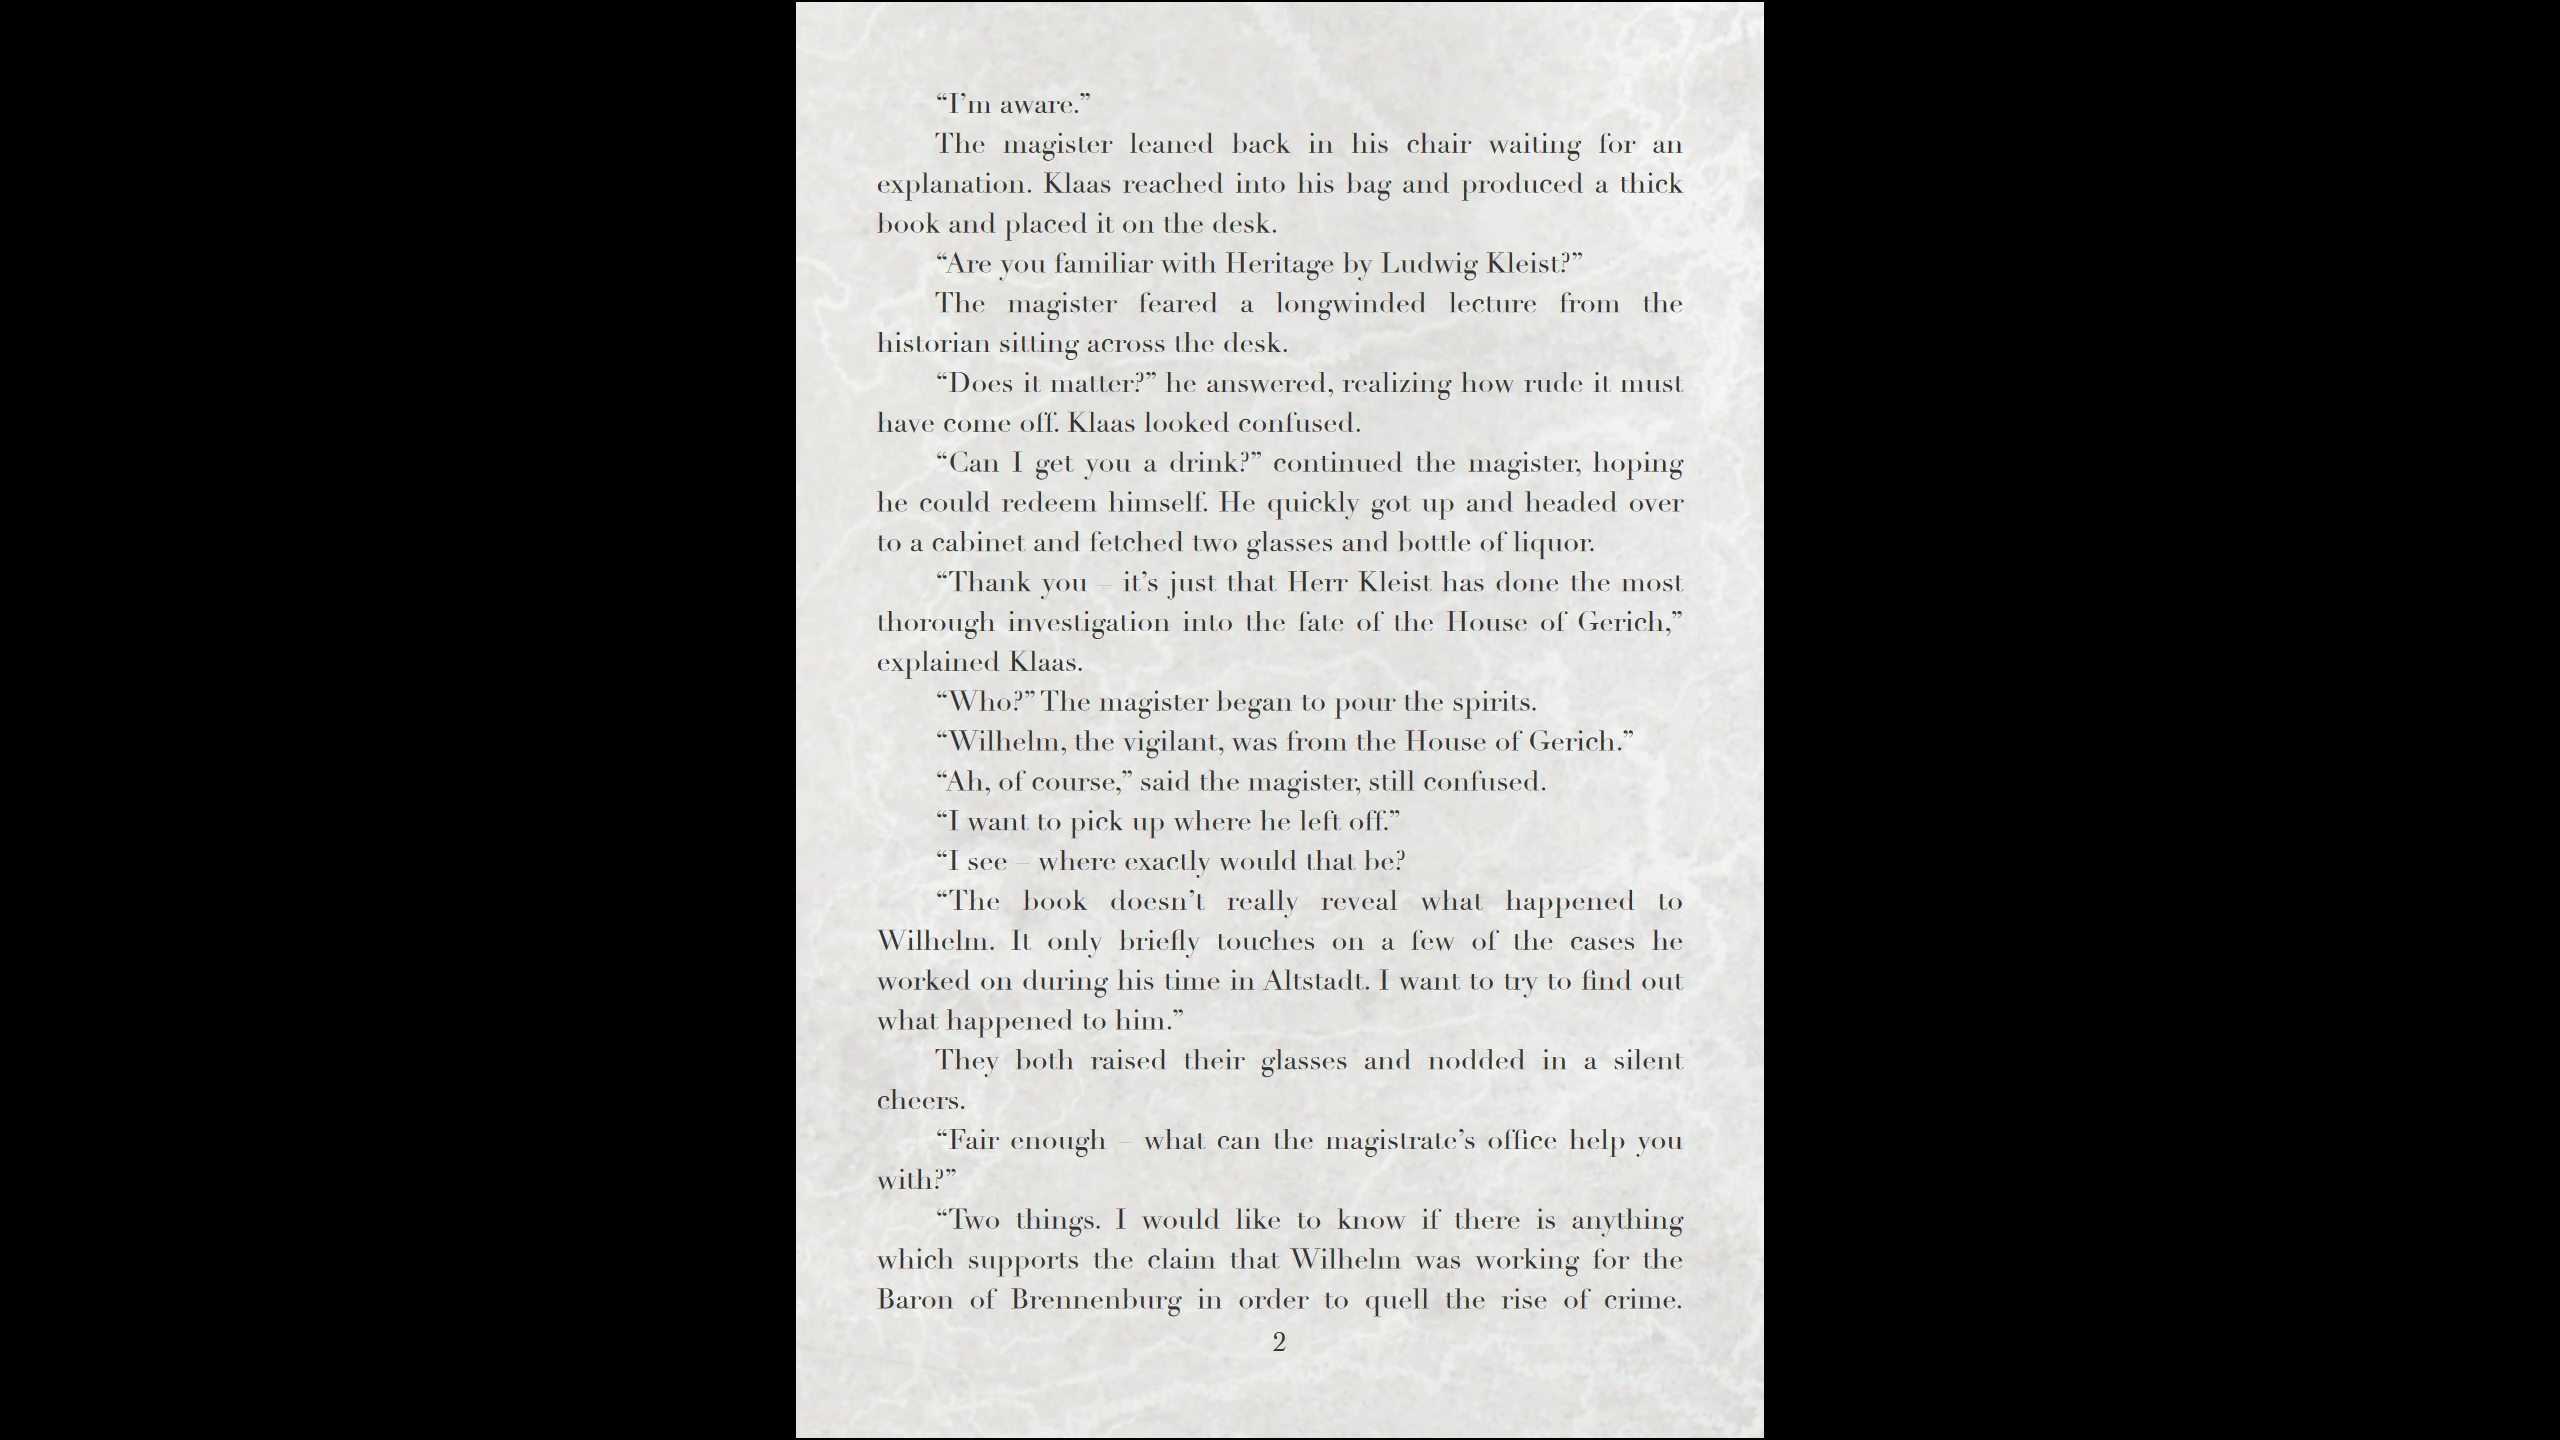 “I’m aware.”
The magister leaned back in his chair waiting for an
explanation. Klaas reached into his bag and produced a thick
book and placed it on the desk.
“Are you familiar with Heritage by Ludwig Kleist?”
The magister feared a longwinded lecture from the
historian sitting across the desk.
“Does it matter?” he answered, realizing how rude it must
have come off. Klaas looked confused.
“Can I get you a drink?” continued the magister, hoping
he could redeem himself. He quickly got up and headed over
to a cabinet and fetched two glasses and bottle of liquor.
“Thank you – it’s just that Herr Kleist has done the most
thorough investigation into the fate of the House of Gerich,”
explained Klaas.
“Who?” The magister began to pour the spirits.
“Wilhelm, the vigilant, was from the House of Gerich.”
“Ah, of course,” said the magister, still confused.
“I want to pick up where he left off.”
“I see – where exactly would that be?
“The book doesn’t really reveal what happened to
Wilhelm. It only briefly touches on a few of the cases he
worked on during his time in Altstadt. I want to try to find out
what happened to him.”
They both raised their glasses and nodded in a silent
cheers.
“Fair enough – what can the magistrate’s office help you
with?”
“Two things. I would like to know if there is anything
which supports the claim that Wilhelm was working for the
Baron of Brennenburg in order to quell the rise of crime.
2